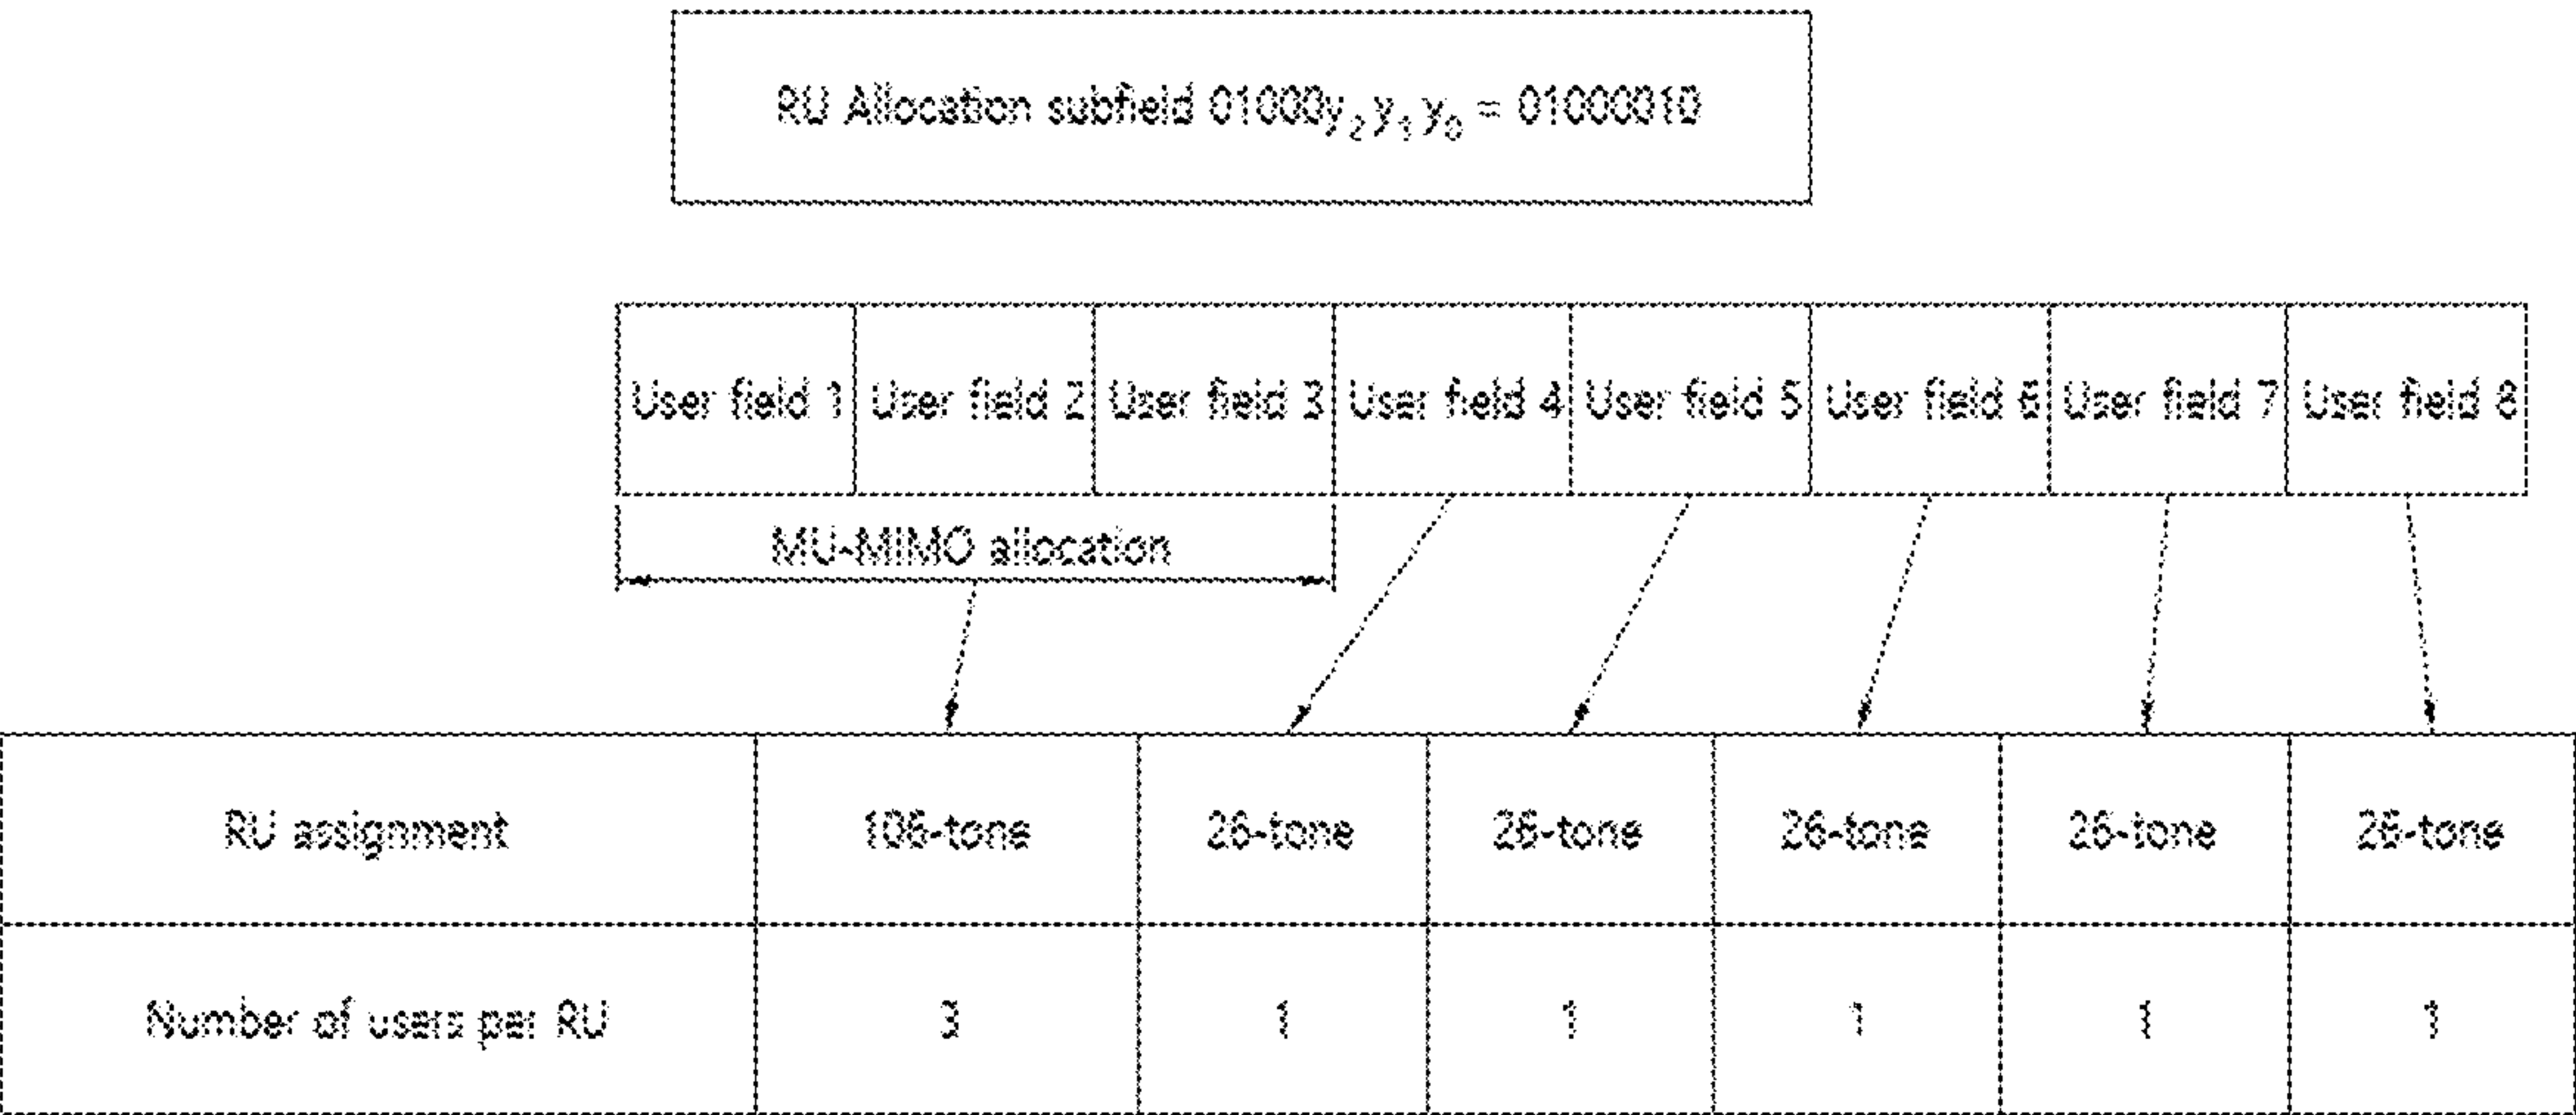 RU Allocation subfield 01000y₂y₁y₀ = 01000010
User field 1 User field 2 User field 3 User field 4 User field 5 User field 6 User field 7 User field 8
MU-MIMO allocation
RU assignment 106-tone 26-tone 26-tone 26-tone 26-tone 26-tone
Number of users per RU 3 1 1 1 1 1